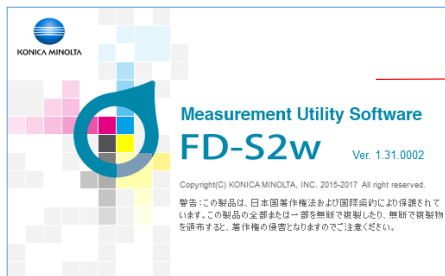 KONICA MINOLTA
Measurement Utility Software
FD-S2w
Ver. 1.31.0002
Copyright(C) KONICA MINOLTA, INC. 2015-2017 All right reserved.
警告：この製品は、日本国著作権法および国際条約により保護されて
います。この製品の全部または一部を無断で複製したり、無断で複製物
を頒布すると、著作権の侵害となりますのでご注意ください。